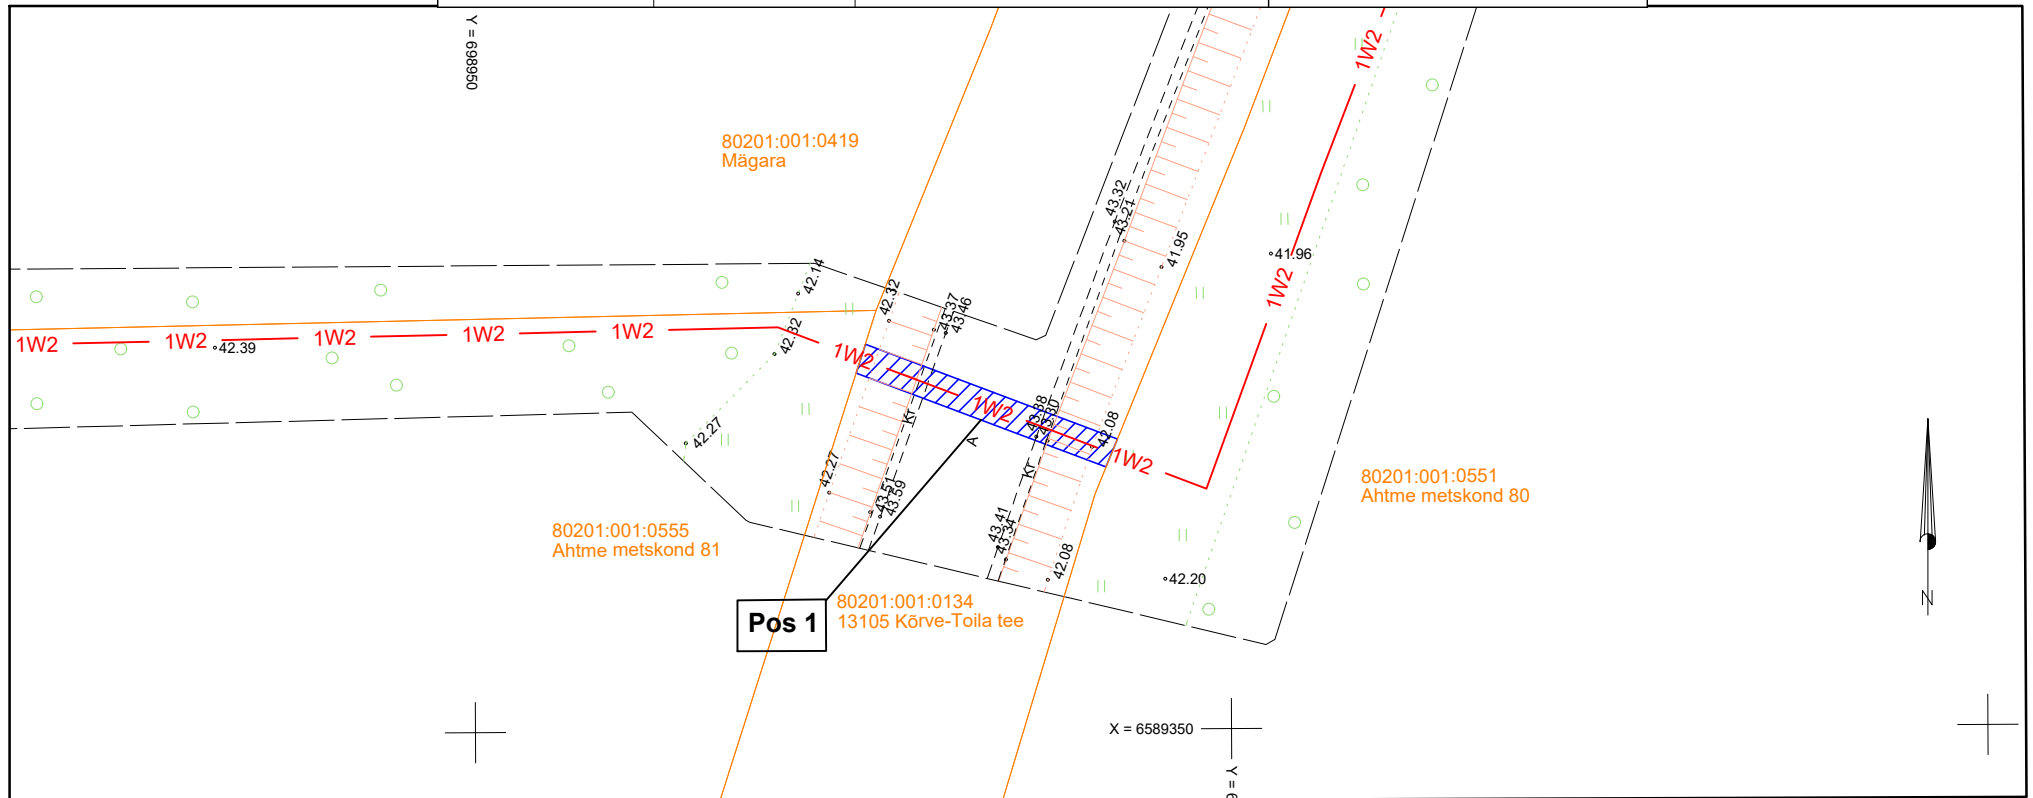 Y = 698950
1W2
80201:001:0419
Mägara
43.32
43.21
41.95
41.96
1W2
42.14
42.32
43.37
43.46
42.32
1W2
1W2
42.39
1W2
1W2
1W2
1W2
1W2
43.38
43.30
42.08
1W2
Kr
A
Kr
42.27
42.27
43.51
43.59
43.41
43.34
42.08
42.20
80201:001:0551
Ahtme metskond 80
80201:001:0555
Ahtme metskond 81
80201:001:0134
13105 Kõrve-Toila tee
Pos 1
N
X = 6589350
Y = 6